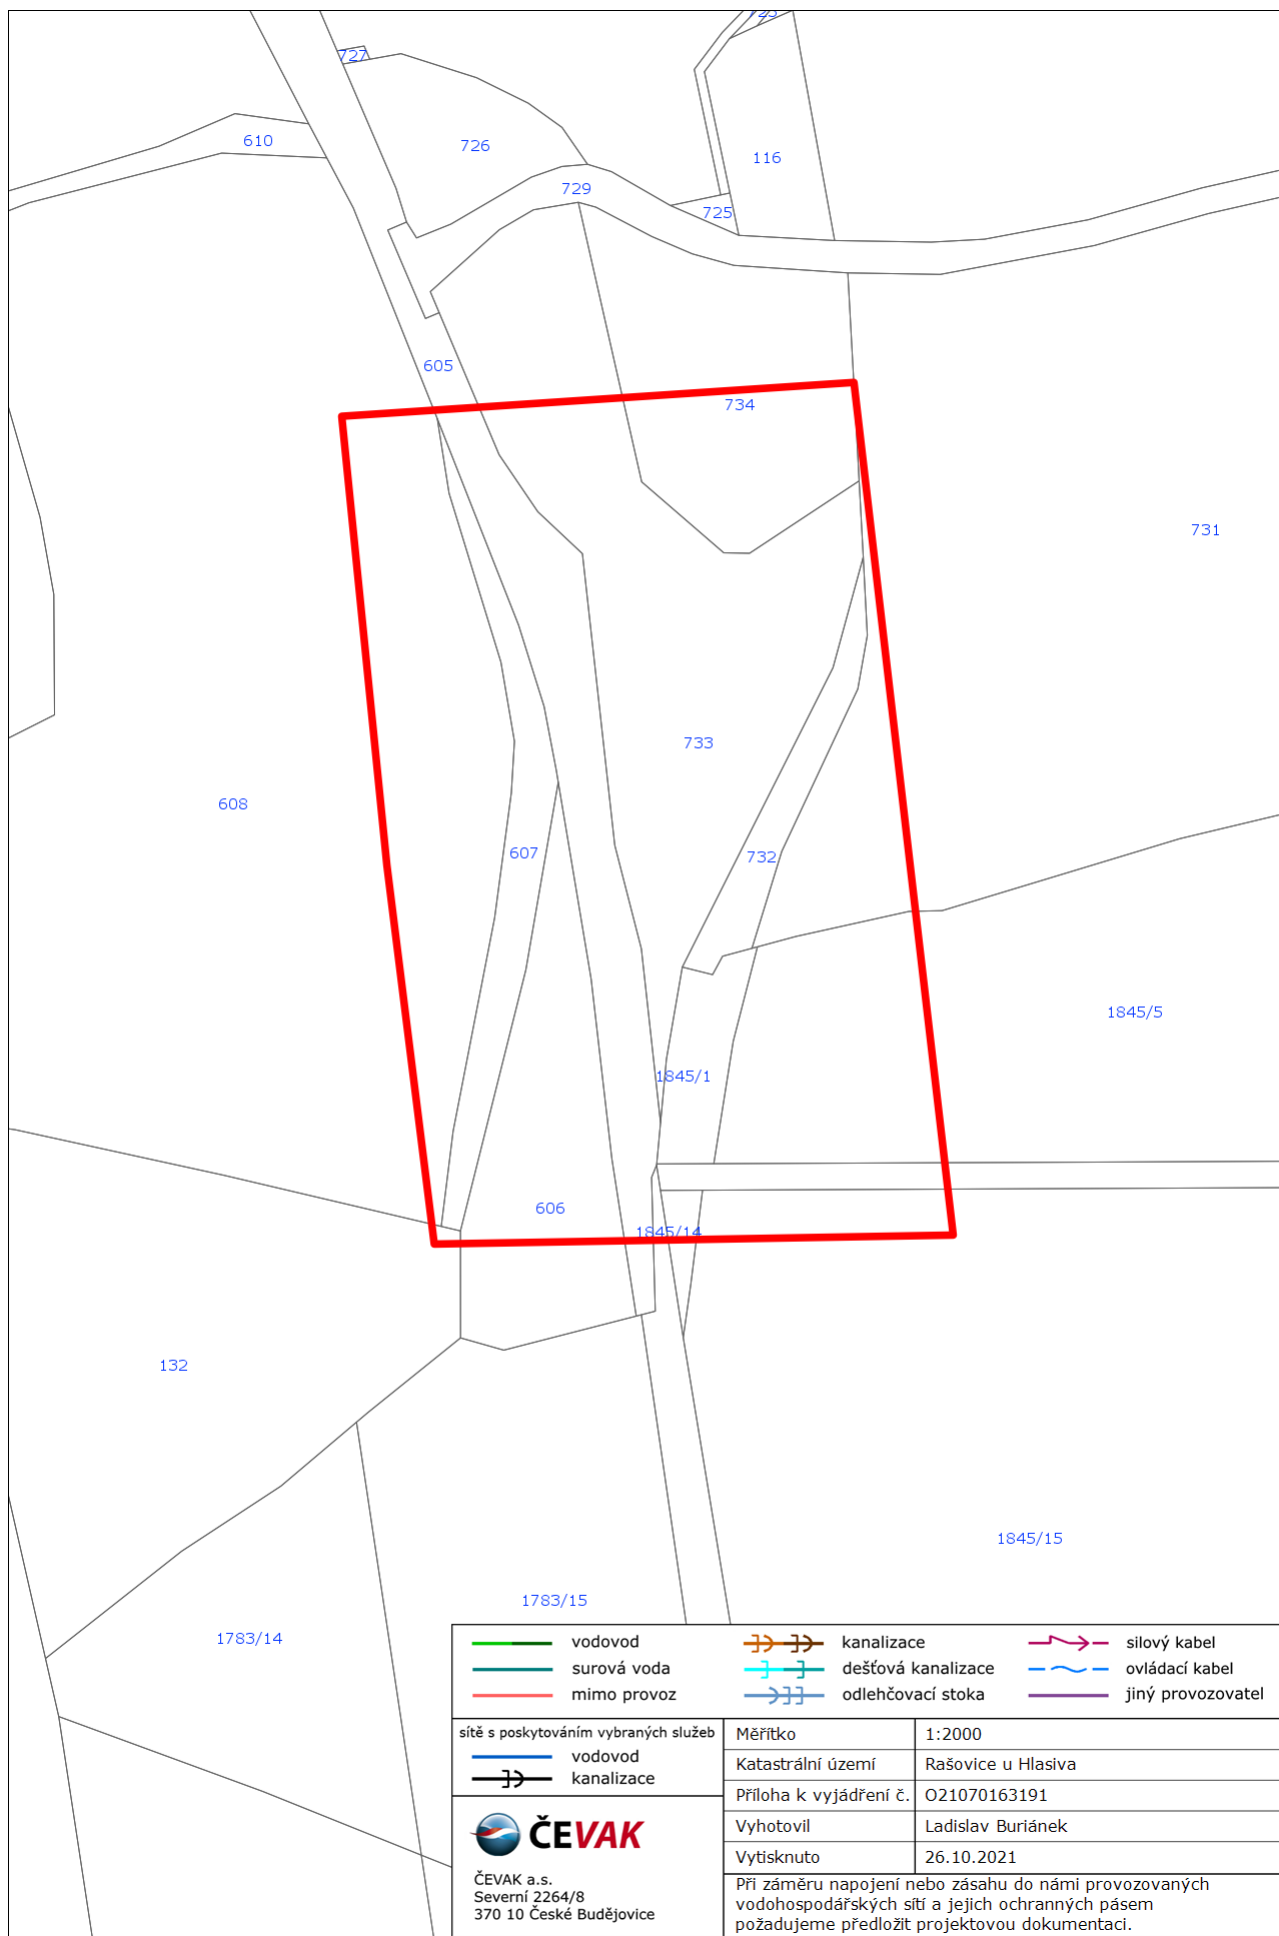 725
727
610
726
116
729
725
605
734
731
733
608
607
732
1845/5
1845/1
606
1845/14
132
1845/15
1783/15
1783/14
vodovod
surová voda
mimo provoz
kanalizace
dešťová kanalizace
odlehčovací stoka
silový kabel
ovládací kabel
jiný provozovatel
sítě s poskytováním vybraných služeb
vodovod
kanalizace
Měřítko 1:2000
Katastrální území Rašovice u Hlasiva
Příloha k vyjádření č. O21070163191
Vyhotovil Ladislav Buriánek
Vytisknuto 26.10.2021
ČEVAK
ČEVAK a.s.
Severní 2264/8
370 10 České Budějovice
Při záměru napojení nebo zásahu do námi provozovaných
vodohospodářských sítí a jejich ochranných pásem
požadujeme předložit projektovou dokumentaci.